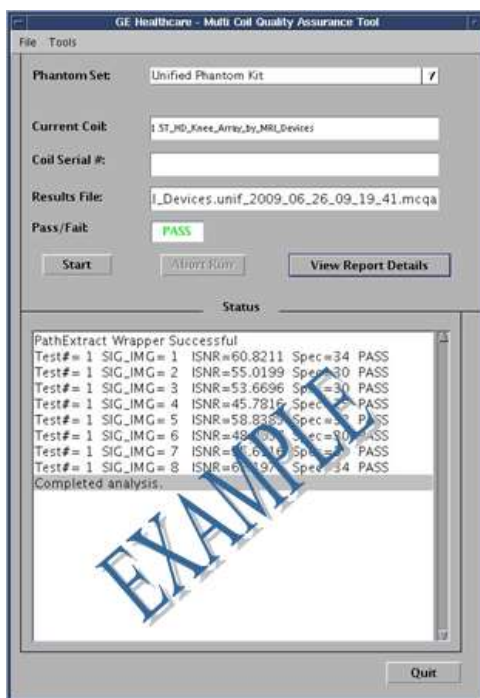 GE Healthcare - Multi Coil Quality Assurance Tool
File Tools
Phantom Set: Unified Phantom Kit
Current Coil: 1.5T_HD_Knee_Array_by_MRI_Devices
Coil Serial #:
Results File: I_Devices.unif_2009_06_26_09_19_41.mcqa
Pass/Fail: PASS
Start Abort Run View Report Details
Status
PathExtract Wrapper Successful
Test#= 1 SIG_IMG= 1 ISNR=60.8211 Spec=34 PASS
Test#= 1 SIG_IMG= 2 ISNR=55.0199 Spec=30 PASS
Test#= 1 SIG_IMG= 3 ISNR=53.6696 Spec=30 PASS
Test#= 1 SIG_IMG= 4 ISNR=45.7816 PASS
Test#= 1 SIG_IMG= 5 PASS
Test#= 1 SIG_IMG= 6 PASS
Test#= 1 SIG_IMG= 7 PASS
Test#= 1 SIG_IMG= 8 Spec=34 PASS
Completed analysis.
EXAMPLE
Quit